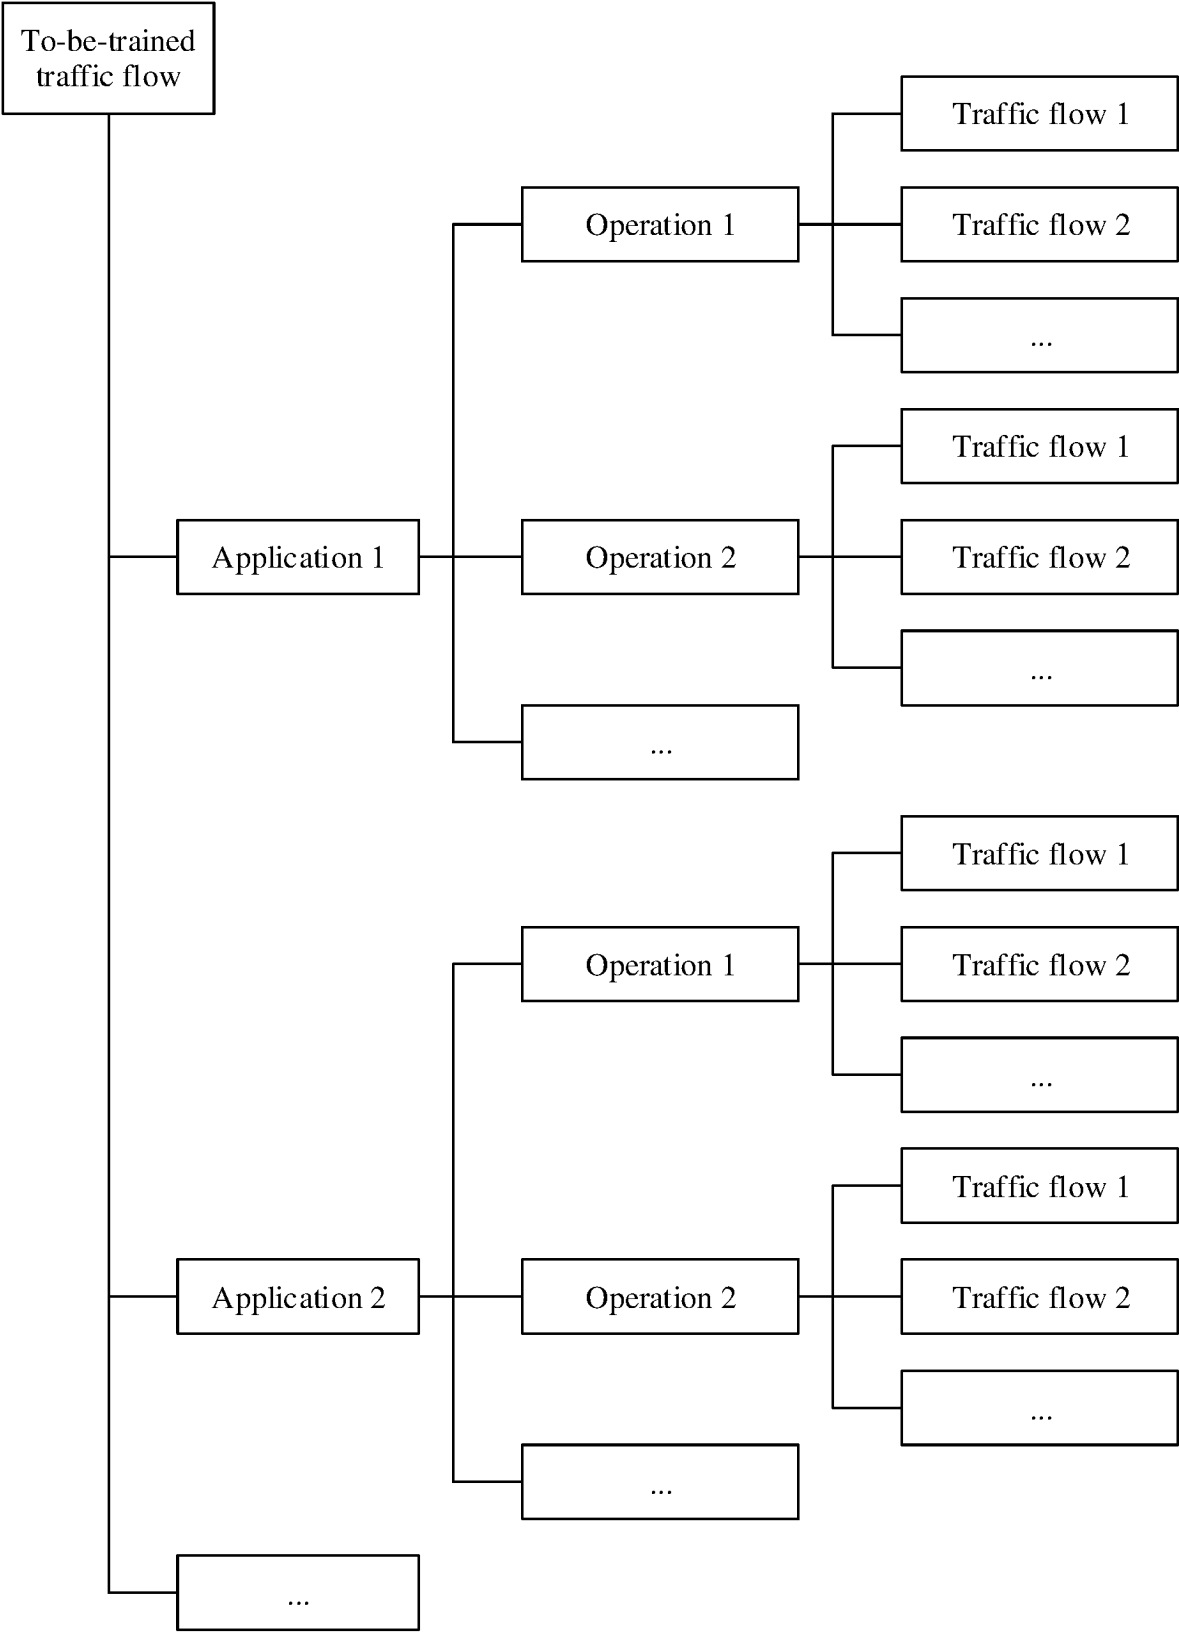 To-be-trained
traffic flow
Traffic flow 1
Operation 1
Traffic flow 2
...
Traffic flow 1
Application 1
Operation 2
Traffic flow 2
...
...
Traffic flow 1
Operation 1
Traffic flow 2
...
Traffic flow 1
Application 2
Operation 2
Traffic flow 2
...
...
...